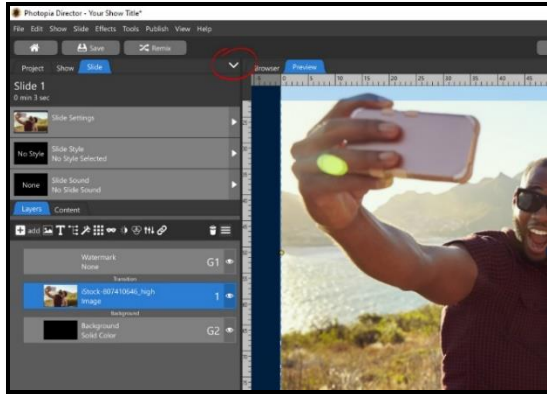 Photopia Director - Your Show Title*
File Edit Show Slide Effects Tools Publish View Help
Save Remix
Project Show Slide
Browser Preview
Slide 1
0 min 3 sec
Slide Settings
No Style
Slide Style
No Style Selected
None
Slide Sound
No Slide Sound
Layers Content
add
Watermark
None
G1
Transition
iStock-887410646_high
Image
1
Background
Background
Solid Color
G2